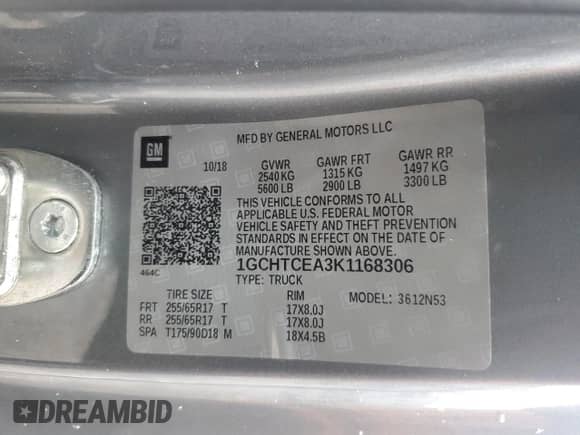 GM
MFD BY GENERAL MOTORS LLC
10/18
GVWR GAWR FRT GAWR RR
2540 KG 1315 KG 1497 KG
5600 LB 2900 LB 3300 LB
THIS VEHICLE CONFORMS TO ALL
APPLICABLE U.S. FEDERAL MOTOR
VEHICLE SAFETY AND THEFT PREVENTION
STANDARDS IN EFFECT ON THE DATE OF
MANUFACTURE SHOWN ABOVE.
464C
1GCHTCEA3K1168306
TYPE: TRUCK
TIRE SIZE RIM MODEL: 3612N53
FRT 255/65R17 T 17X8.0J
RR 255/65R17 T 17X8.0J
SPA T175/90D18 M 18X4.5B
DREAMBID